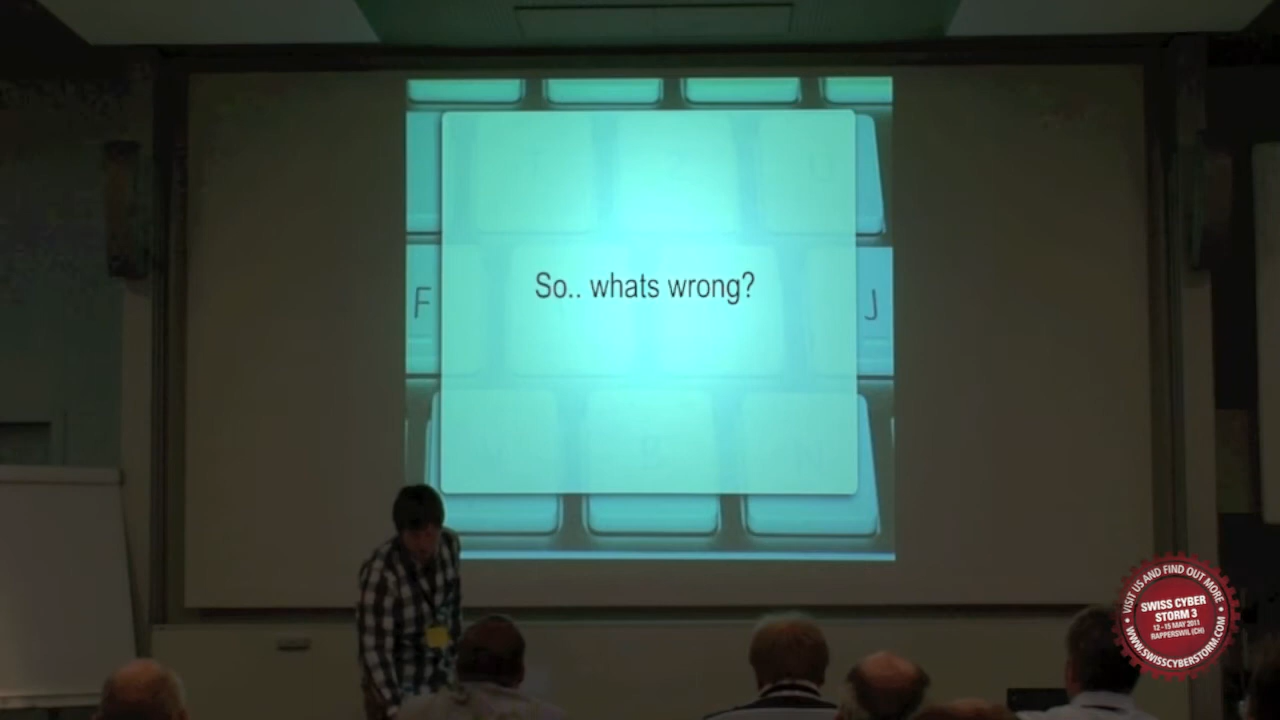 So.. whats wrong?
F
J
VISIT US AND FIND OUT MORE
SWISS CYBER
STORM 3
12 - 15 MAY 2011
RAPPERSWIL (CH)
WWW.SWISSCYBERSTORM.COM